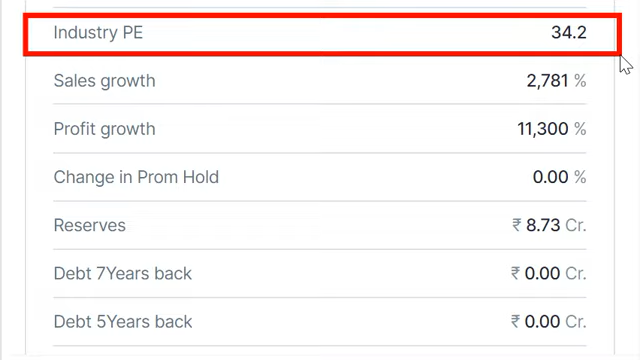 Industry PE 34.2
Sales growth 2,781 %
Profit growth 11,300 %
Change in Prom Hold 0.00 %
Reserves ₹ 8.73 Cr.
Debt 7Years back ₹ 0.00 Cr.
Debt 5Years back ₹ 0.00 Cr.